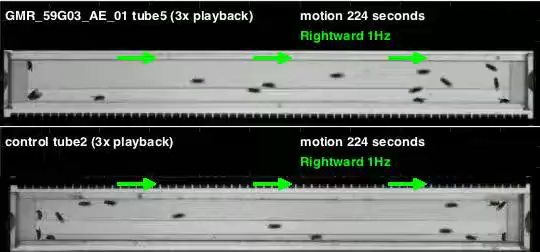 GMR_59G03_AE_01 tube5 (3x playback) motion 224 seconds
Rightward 1Hz
control tube2 (3x playback) motion 224 seconds
Rightward 1Hz